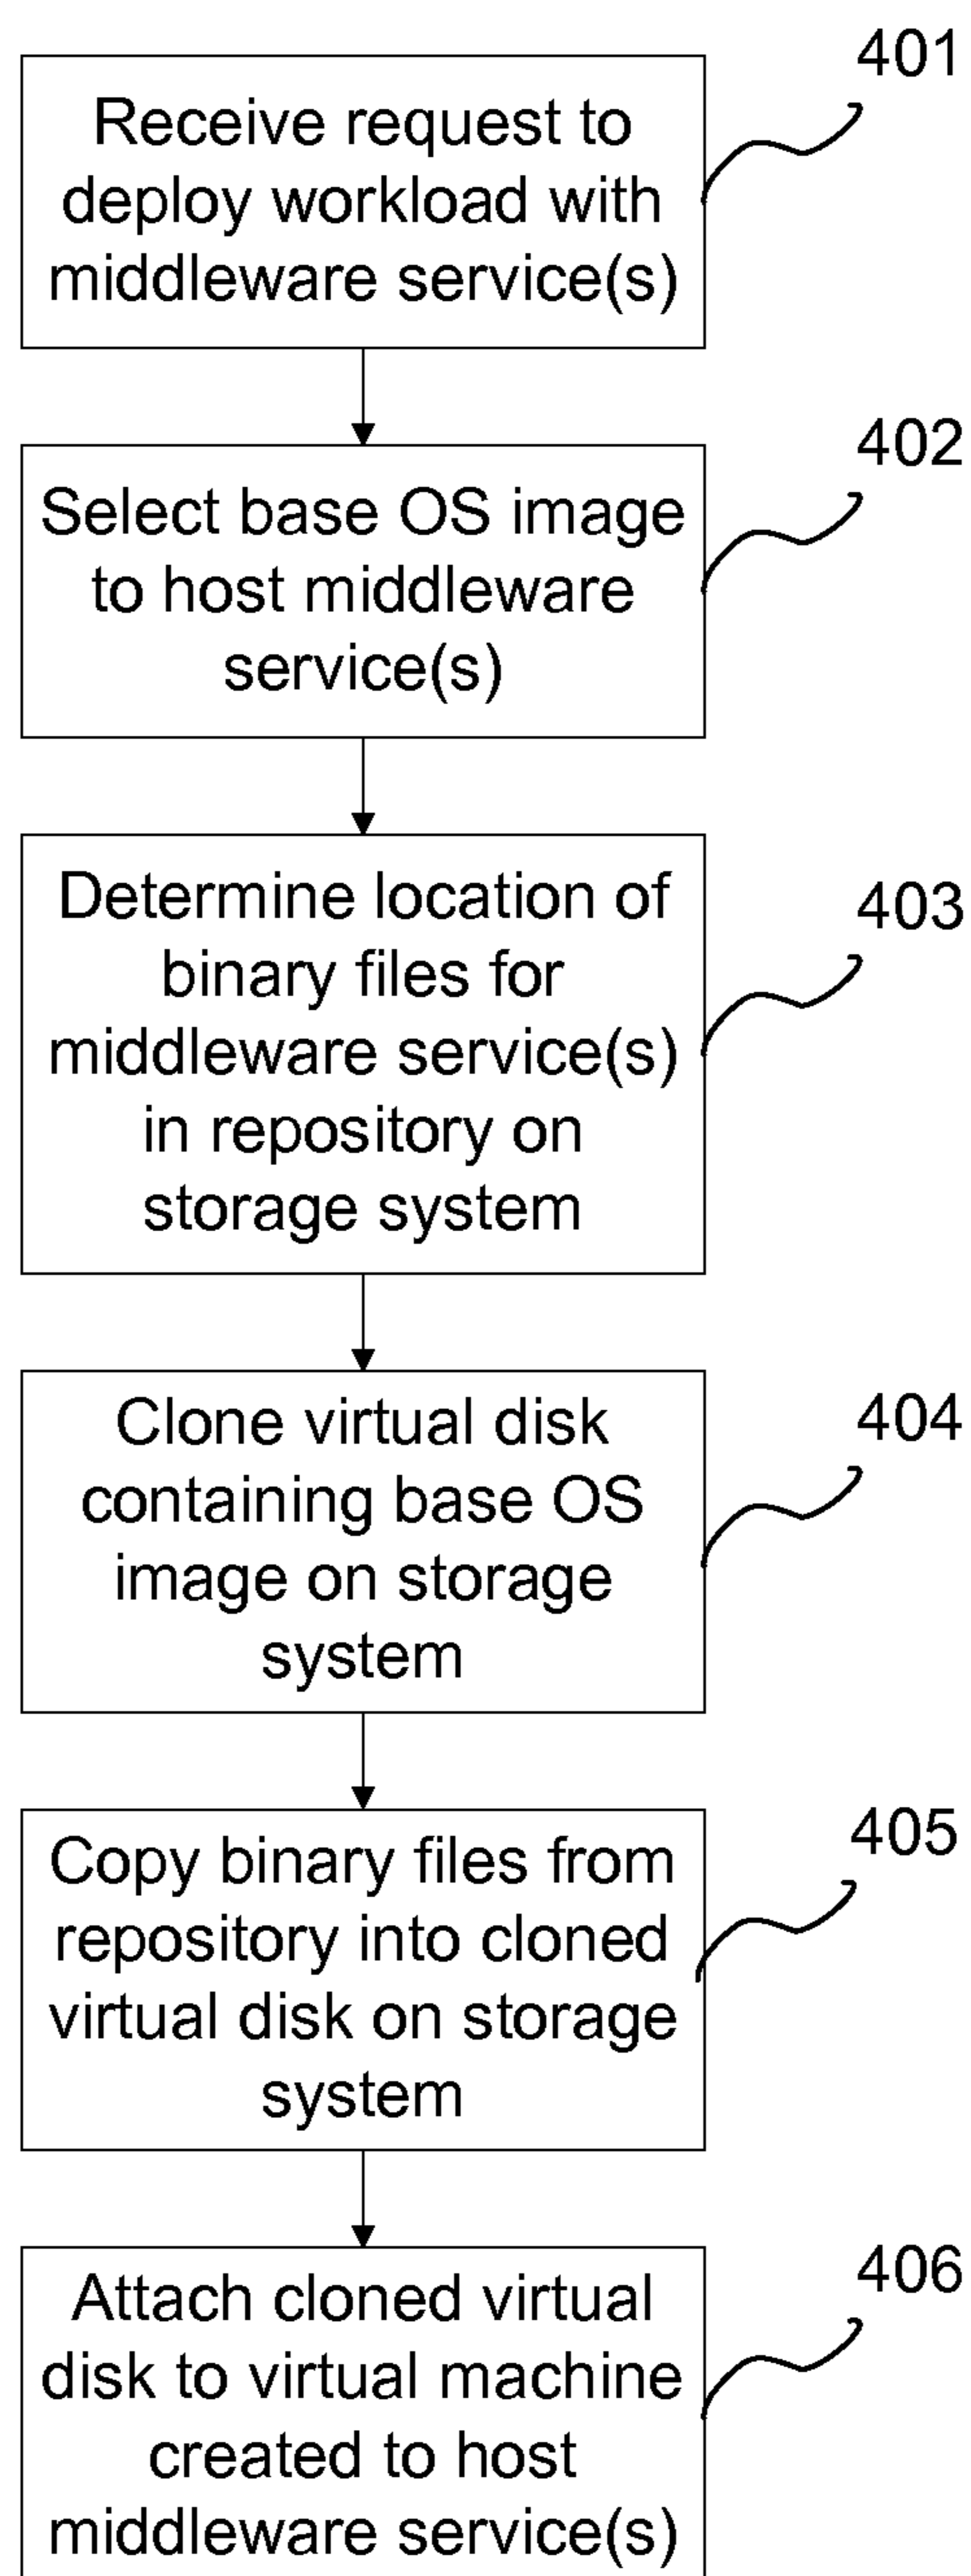 401
Receive request to
deploy workload with
middleware service(s)
402
Select base OS image
to host middleware
service(s)
403
Determine location of
binary files for
middleware service(s)
in repository on
storage system
404
Clone virtual disk
containing base OS
image on storage
system
405
Copy binary files from
repository into cloned
virtual disk on storage
system
406
Attach cloned virtual
disk to virtual machine
created to host
middleware service(s)